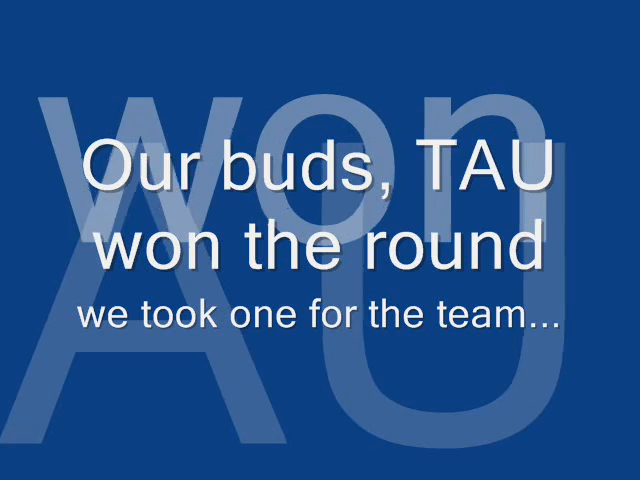 won
AU
Our buds, TAU
won the round
we took one for the team...